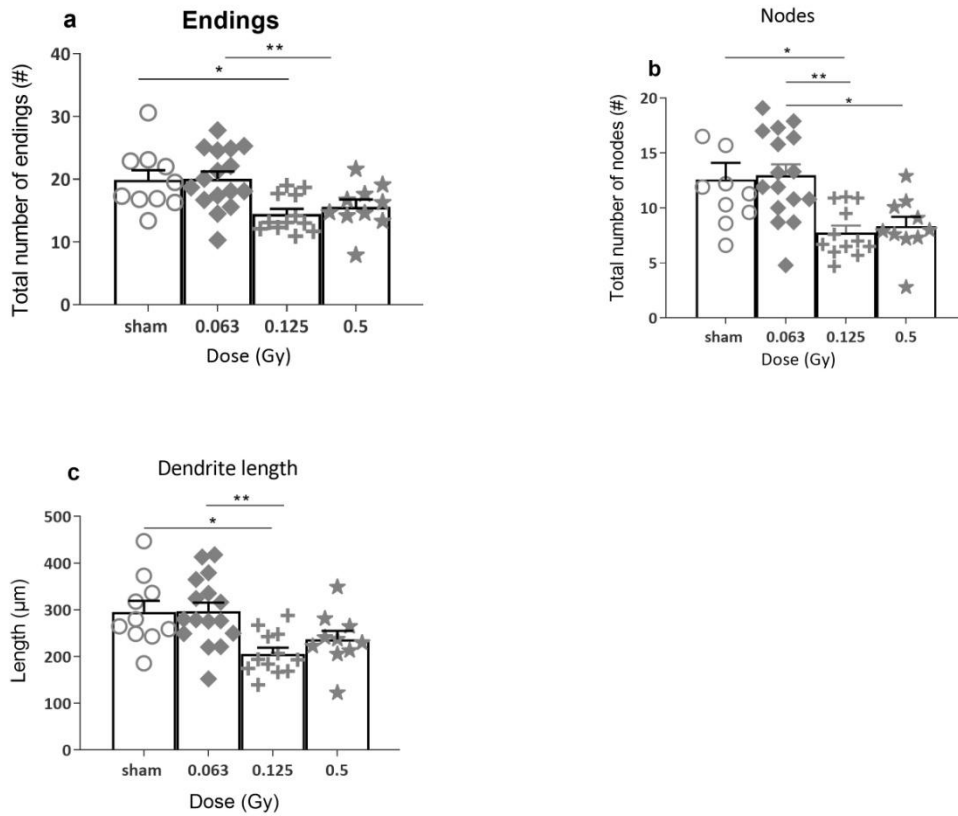 a
Endings
**
*
Total number of endings (#)
40
30
20
10
0
sham 0.063 0.125 0.5
Dose (Gy)
Nodes
b
*
**
*
Total number of nodes (#)
20
15
10
5
0
sham 0.063 0.125 0.5
Dose (Gy)
c
Dendrite length
**
*
Length (µm)
500
400
300
200
100
0
sham 0.063 0.125 0.5
Dose (Gy)